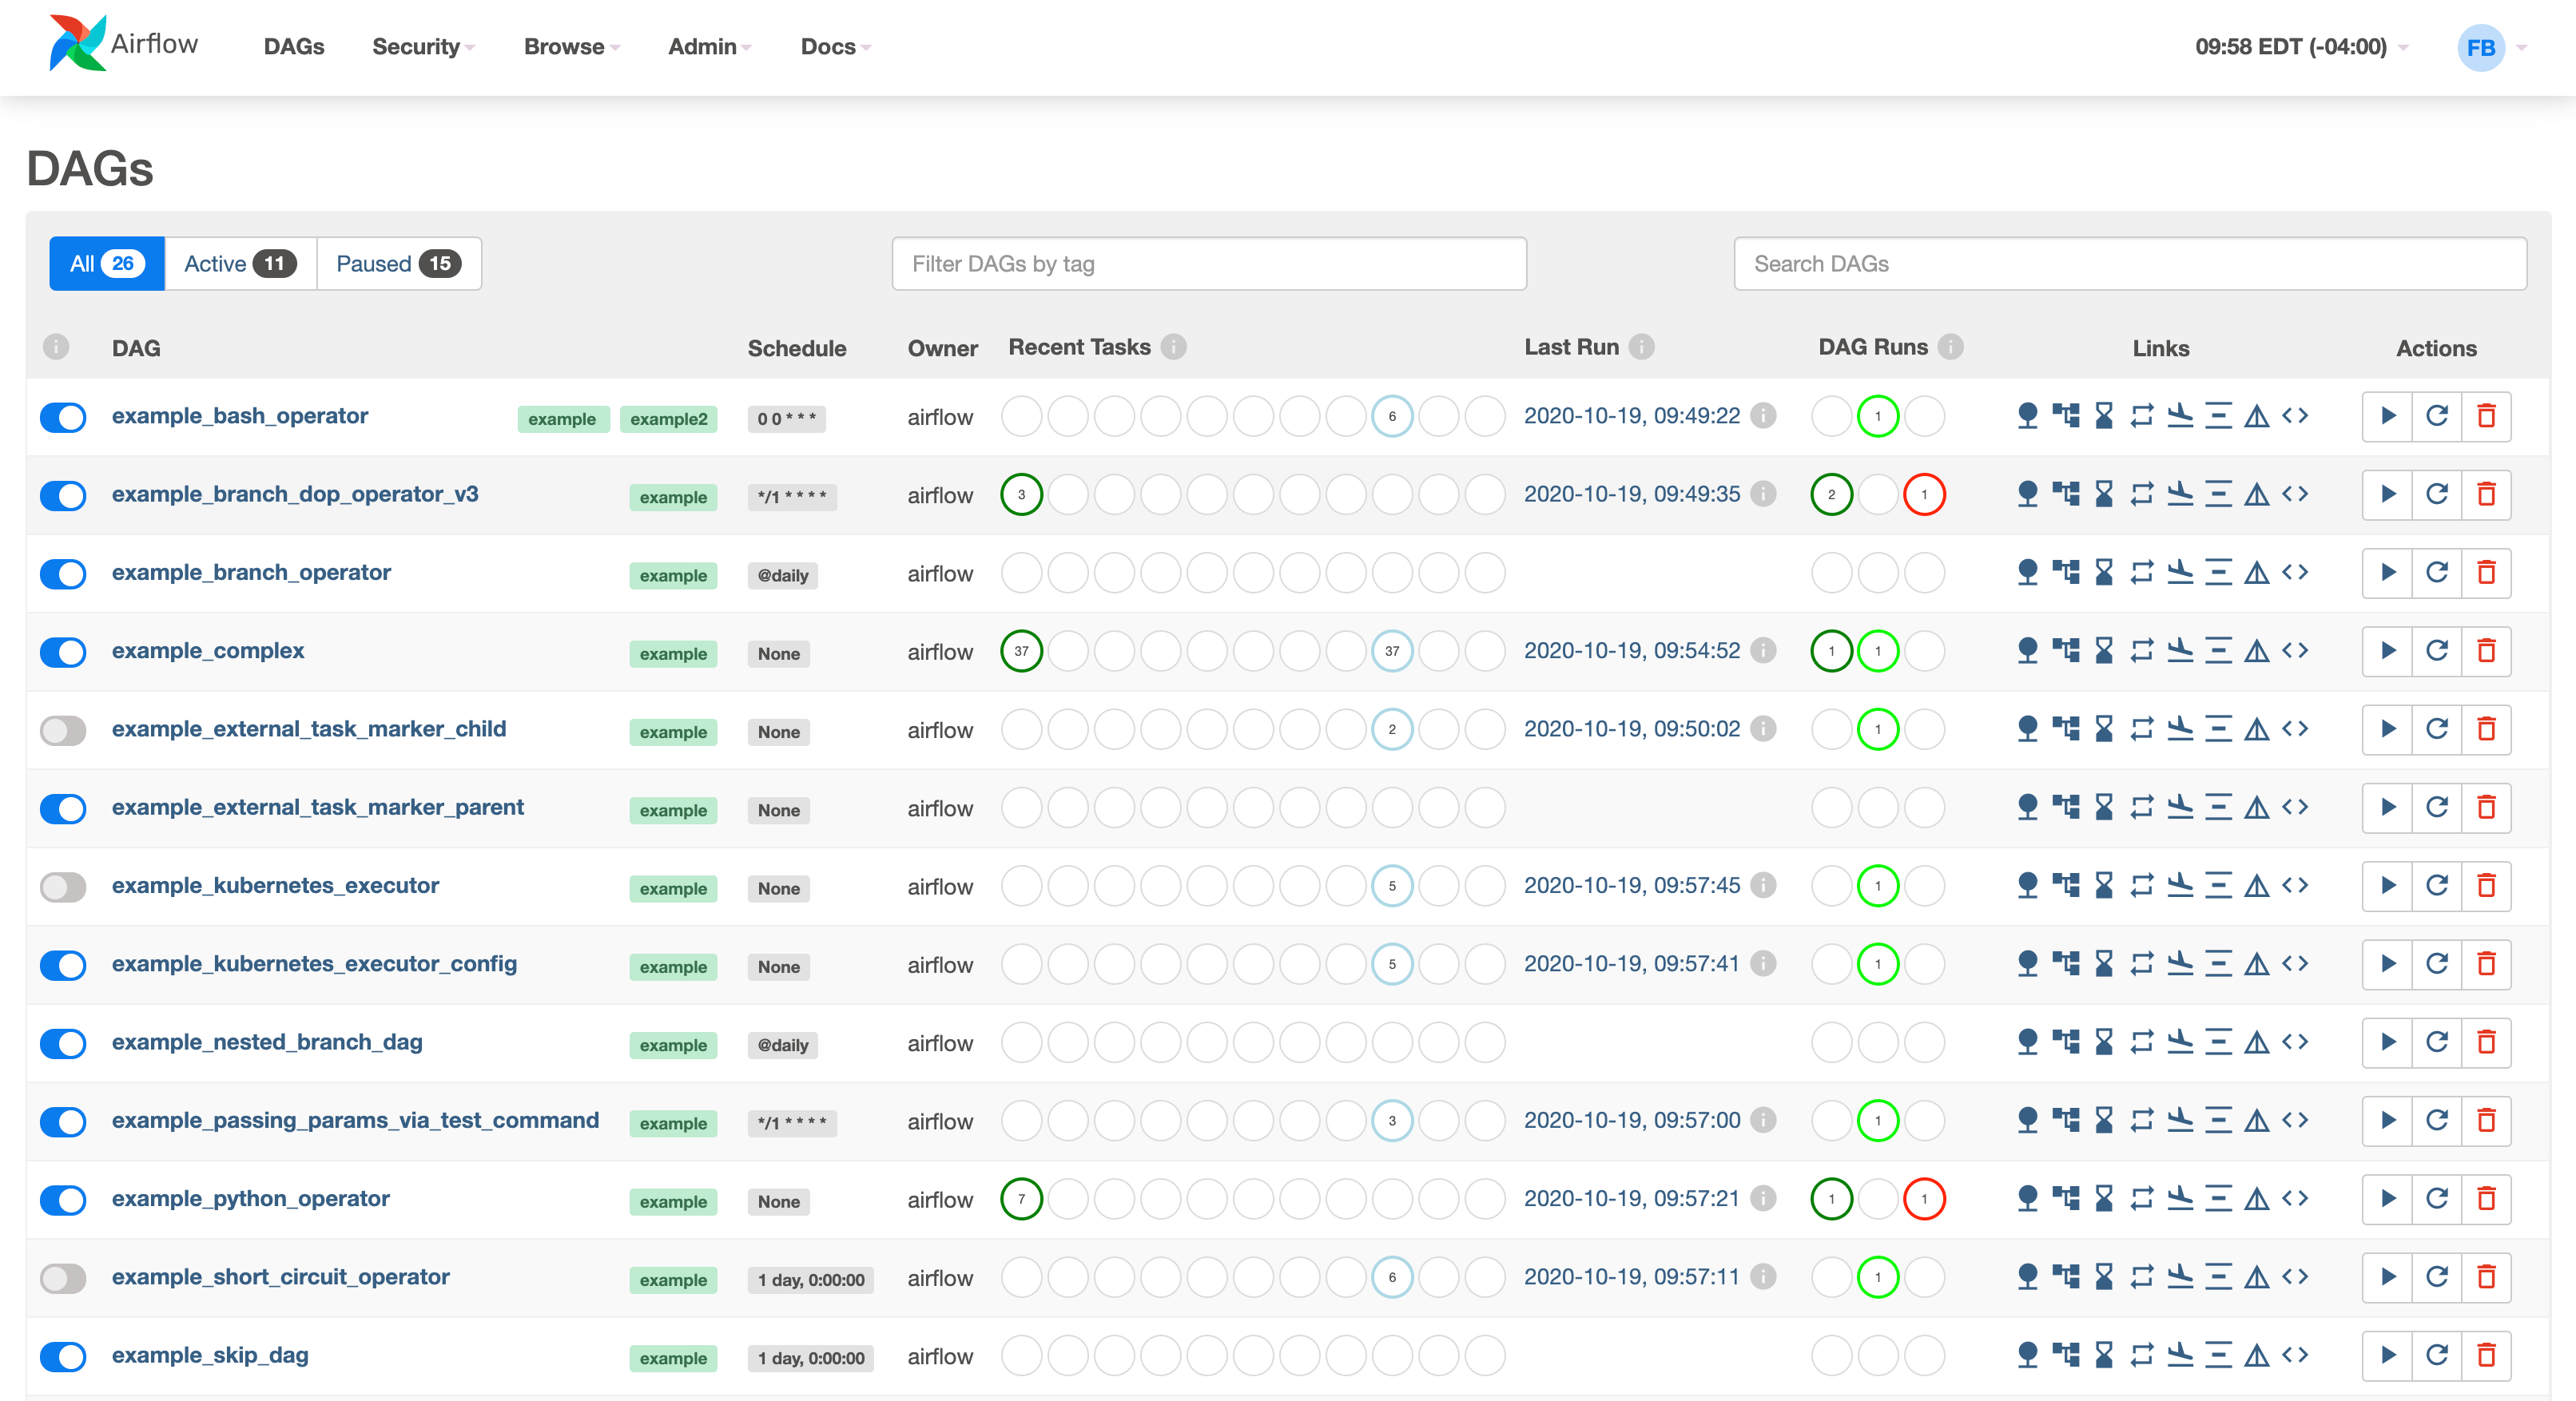 Airflow DAGs Security Browse Admin Docs 09:58 EDT (-04:00) FB
DAGs
All 26 Active 11 Paused 15 Filter DAGs by tag Search DAGs
i DAG Schedule Owner Recent Tasks i Last Run i DAG Runs i Links Actions
example_bash_operator example example2 0 0 * * * airflow 6 2020-10-19, 09:49:22 i 1
example_branch_dop_operator_v3 example */1 * * * * airflow 3 2020-10-19, 09:49:35 i 2 1
example_branch_operator example @daily airflow
example_complex example None airflow 37 37 2020-10-19, 09:54:52 i 1 1
example_external_task_marker_child example None airflow 2 2020-10-19, 09:50:02 i 1
example_external_task_marker_parent example None airflow
example_kubernetes_executor example None airflow 5 2020-10-19, 09:57:45 i 1
example_kubernetes_executor_config example None airflow 5 2020-10-19, 09:57:41 i 1
example_nested_branch_dag example @daily airflow
example_passing_params_via_test_command example */1 * * * * airflow 3 2020-10-19, 09:57:00 i 1
example_python_operator example None airflow 7 2020-10-19, 09:57:21 i 1 1
example_short_circuit_operator example 1 day, 0:00:00 airflow 6 2020-10-19, 09:57:11 i 1
example_skip_dag example 1 day, 0:00:00 airflow